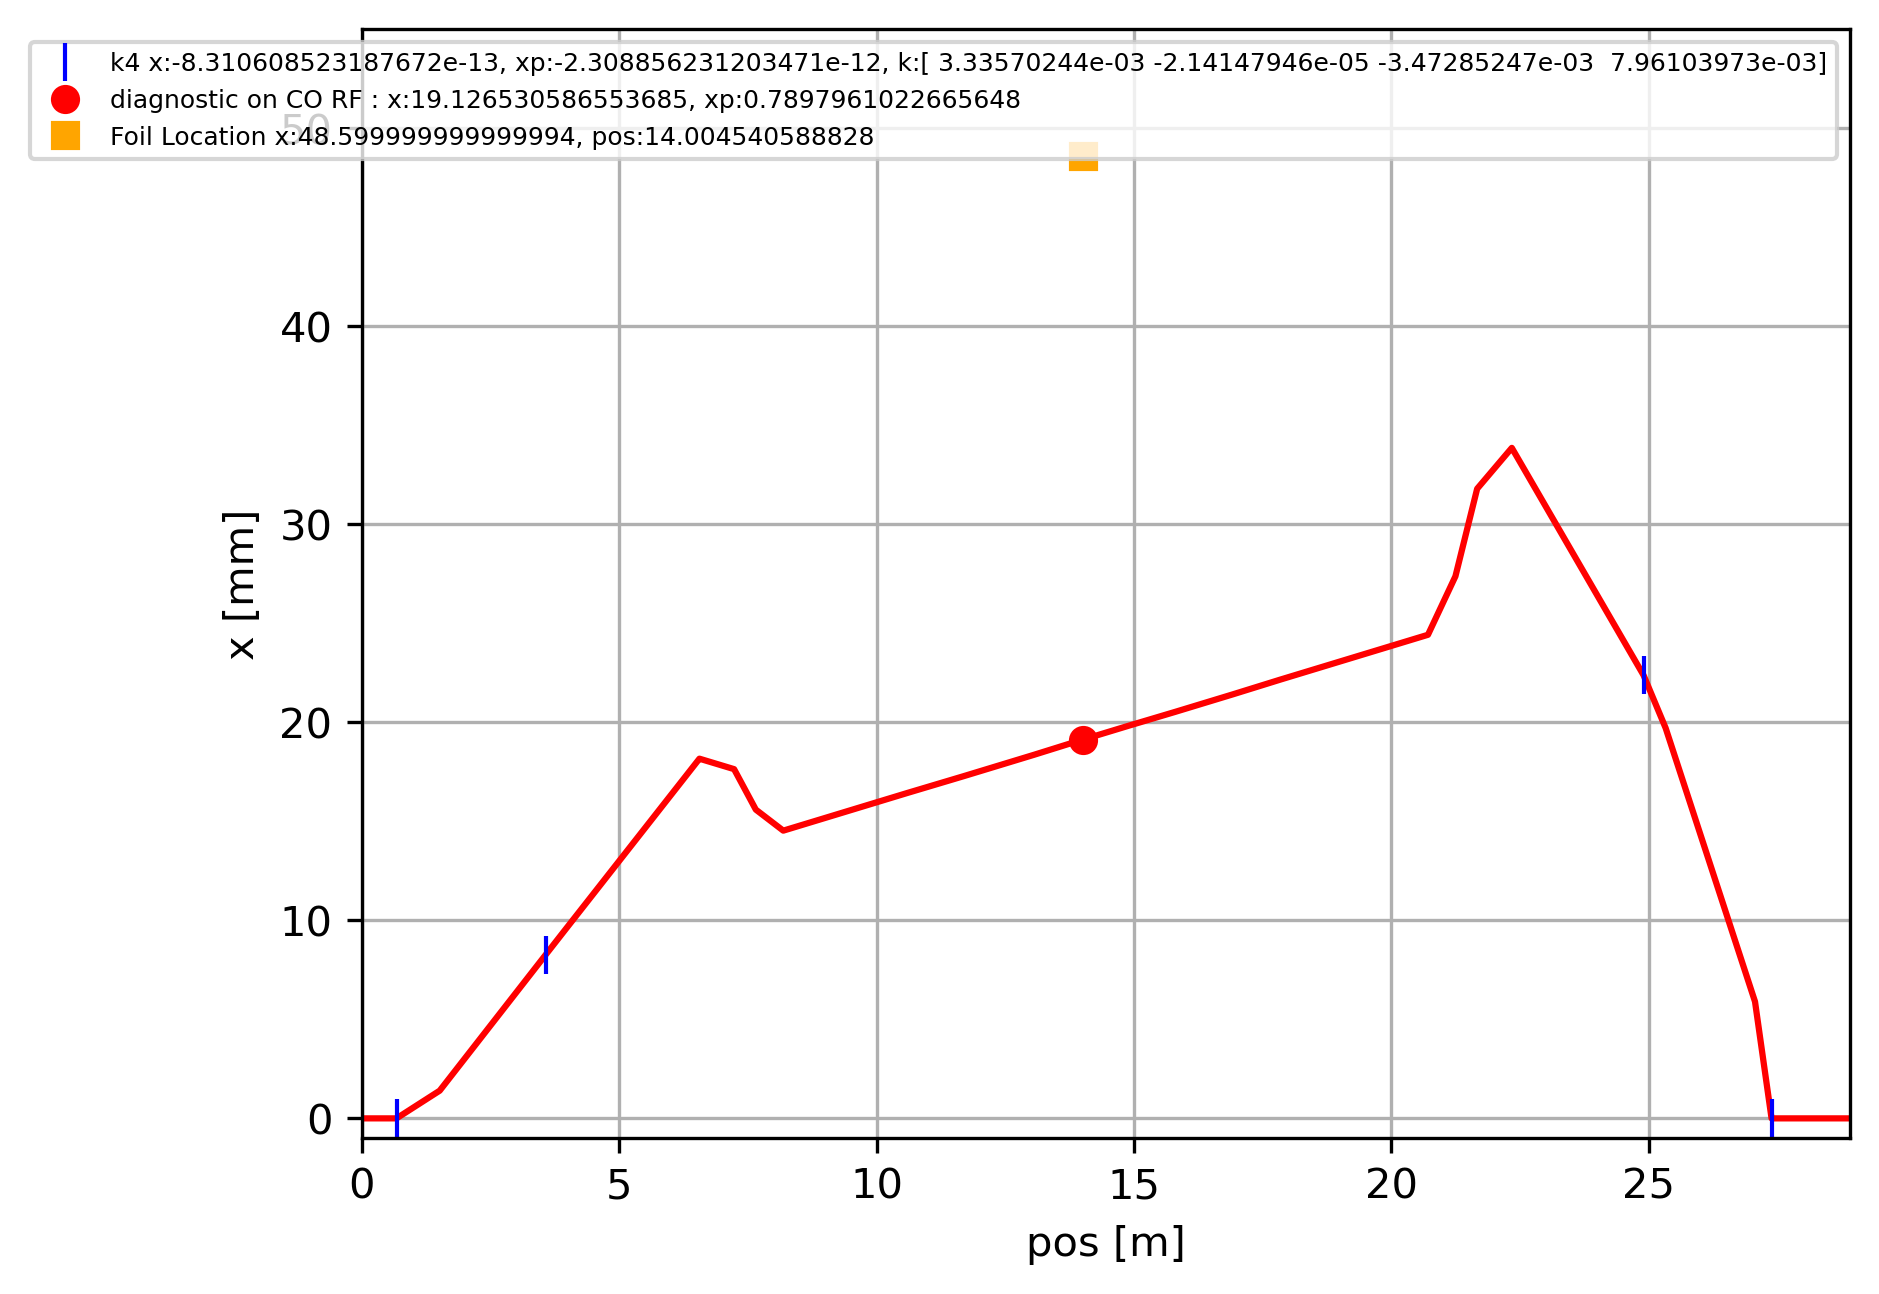 k4 x:-8.310608523187672e-13, xp:-2.308856231203471e-12, k:[ 3.33570244e-03 -2.14147946e-05 -3.47285247e-03  7.96103973e-03]
diagnostic on CO RF : x:19.126530586553685, xp:0.7897961022665648
Foil Location x:48.599999999999994, pos:14.004540588828
50
40
30
20
10
0
x [mm]
0 5 10 15 20 25
pos [m]